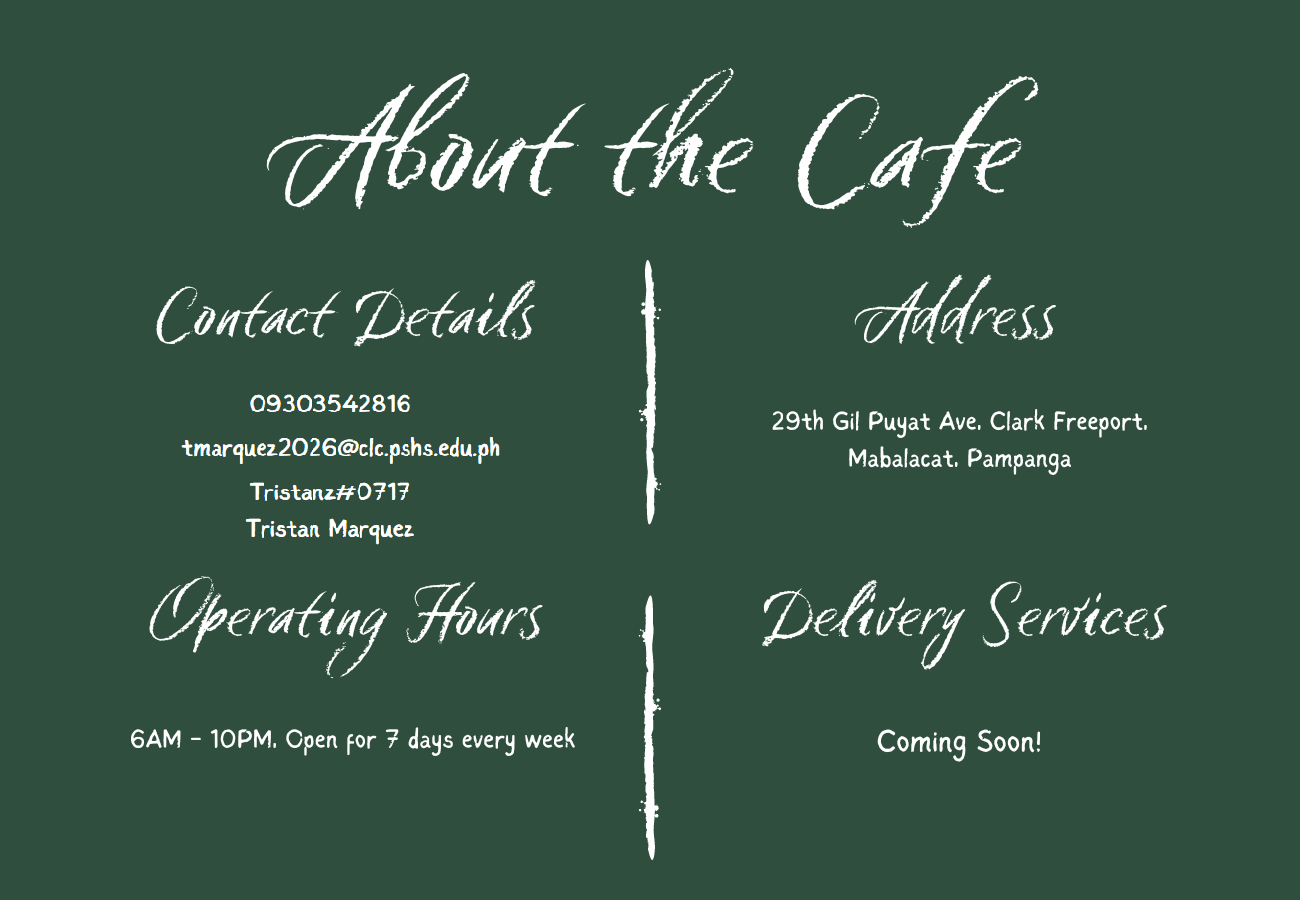 About the Cafe
Contact Details
09303542816
tmarquez2026@clc.pshs.edu.ph
Tristanz#0717
Tristan Marquez
Address
29th Gil Puyat Ave, Clark Freeport,
Mabalacat, Pampanga
Operating Hours
6AM - 10PM, Open for 7 days every week
Delivery Services
Coming Soon!